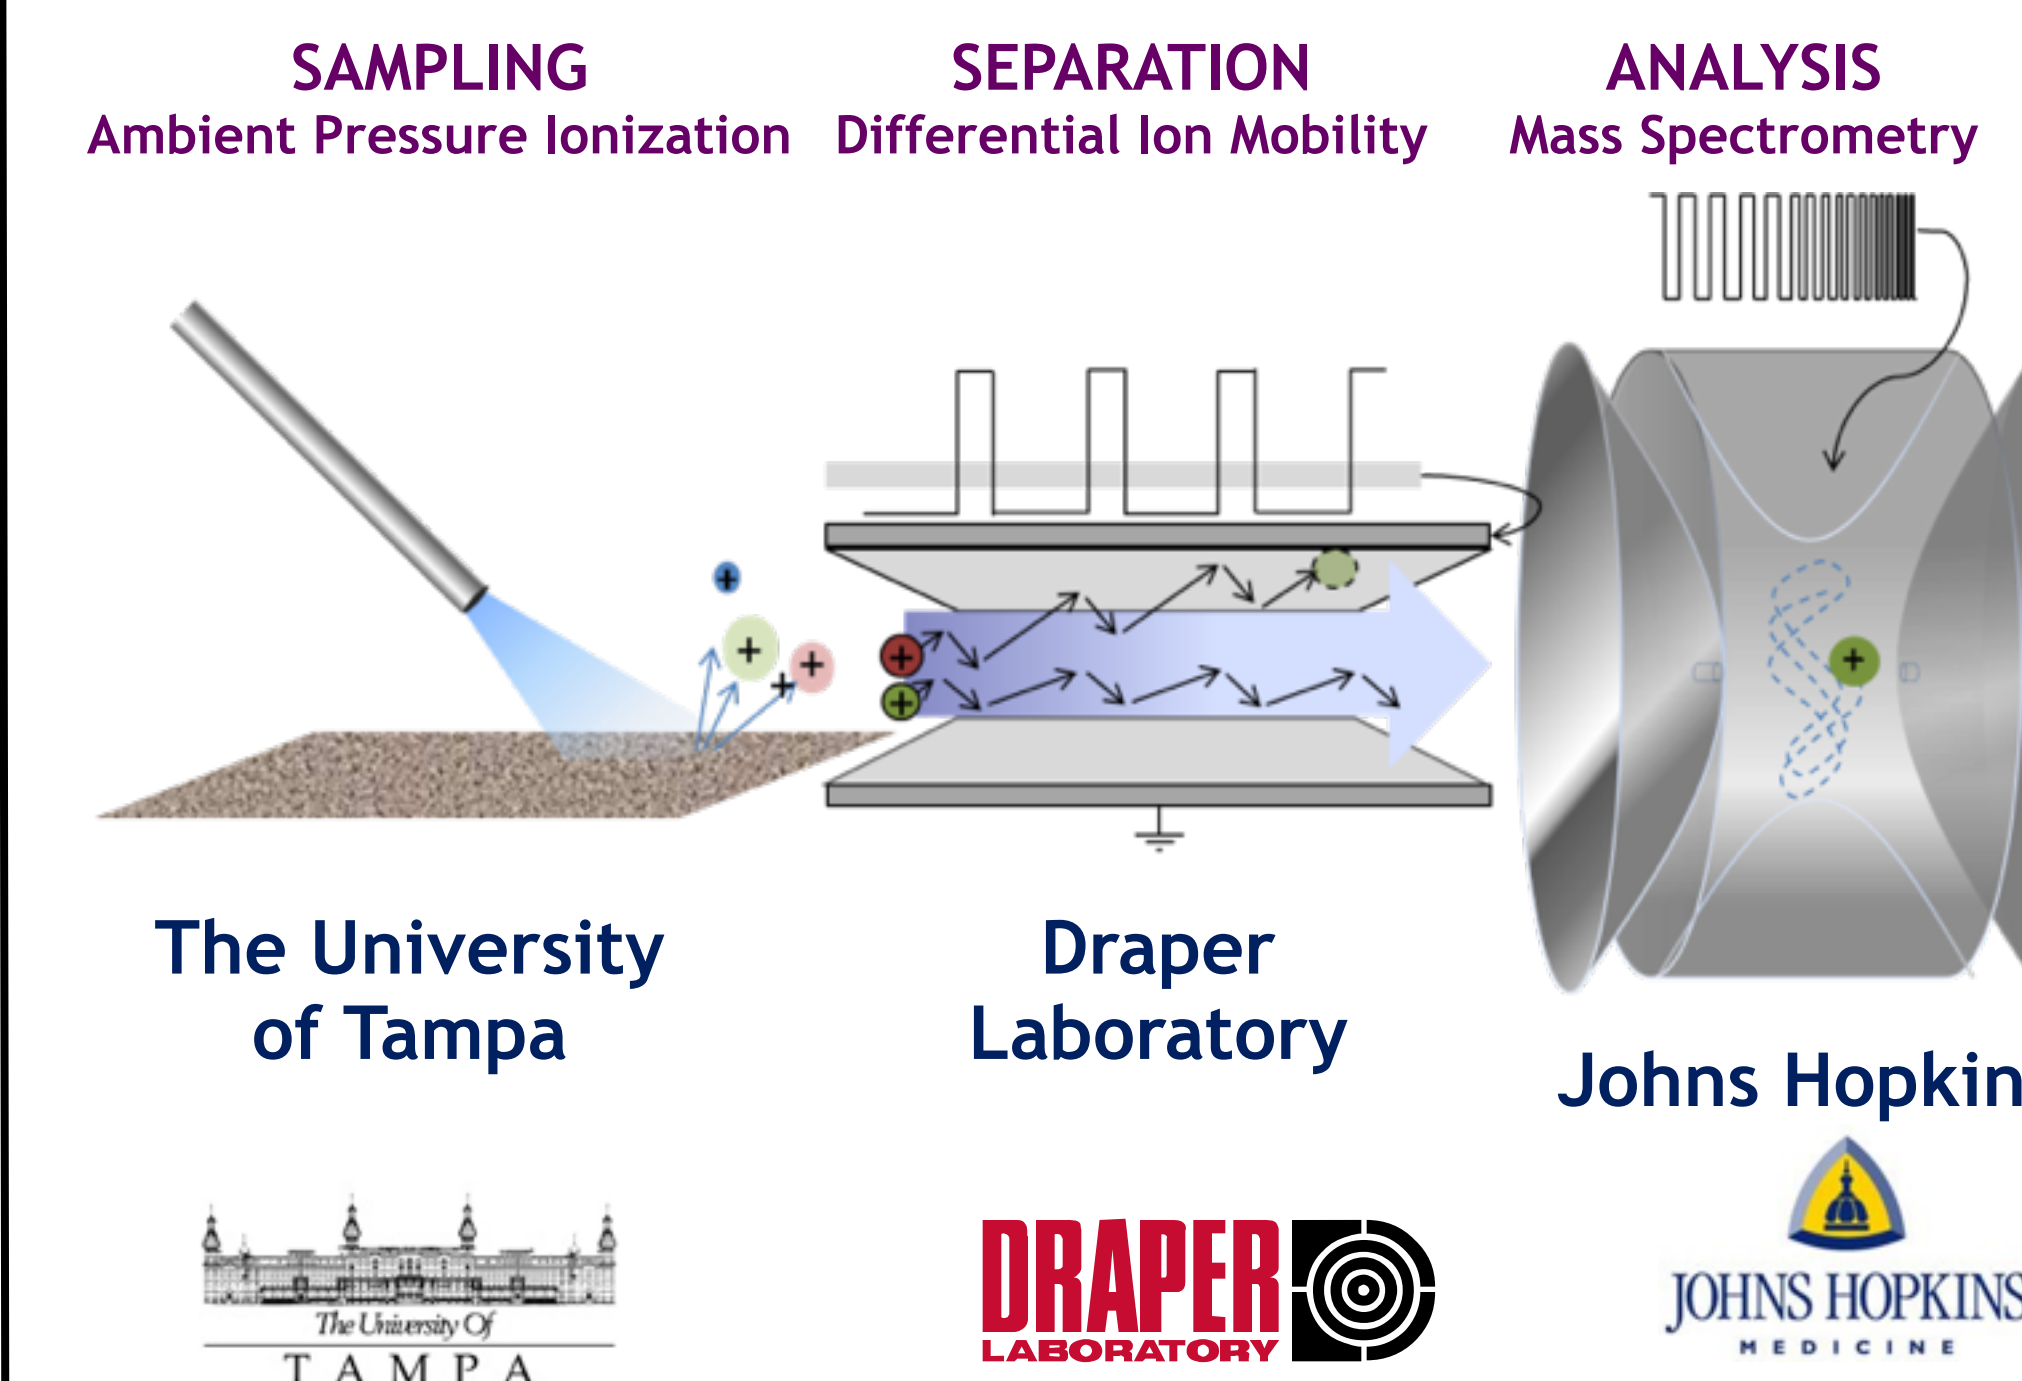 SAMPLING
Ambient Pressure Ionization
SEPARATION
Differential Ion Mobility
ANALYSIS
Mass Spectrometry
+
+
+
+
+
+
+
The University
of Tampa
Draper
Laboratory
Johns Hopkin
The University Of
TAMPA
DRAPER
LABORATORY
JOHNS HOPKINS
MEDICINE